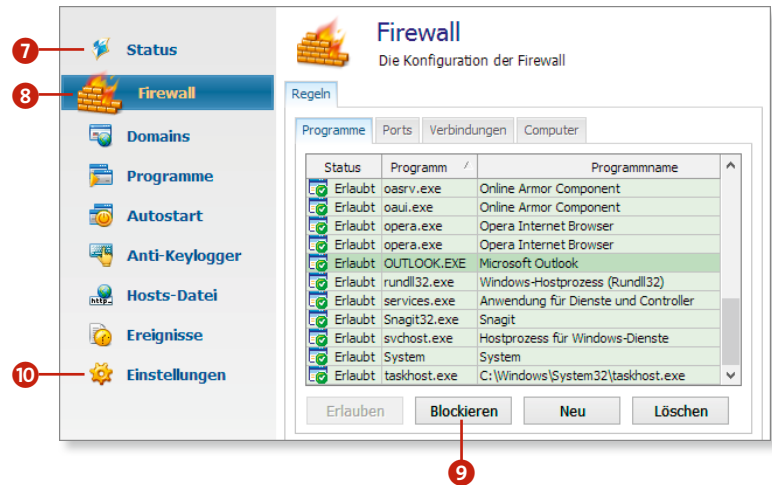 7 Status
8 Firewall
Domains
Programme
Autostart
Anti-Keylogger
http.. Hosts-Datei
Ereignisse
10 Einstellungen
Firewall
Die Konfiguration der Firewall
Regeln
Programme Ports Verbindungen Computer
Status Programm Programmname
Erlaubt oasrv.exe Online Armor Component
Erlaubt oaui.exe Online Armor Component
Erlaubt opera.exe Opera Internet Browser
Erlaubt opera.exe Opera Internet Browser
Erlaubt OUTLOOK.EXE Microsoft Outlook
Erlaubt rundll32.exe Windows-Hostprozess (Rundll32)
Erlaubt services.exe Anwendung für Dienste und Controller
Erlaubt Snagit32.exe Snagit
Erlaubt svchost.exe Hostprozess für Windows-Dienste
Erlaubt System System
Erlaubt taskhost.exe C:\Windows\System32\taskhost.exe
Erlauben Blockieren Neu Löschen
9